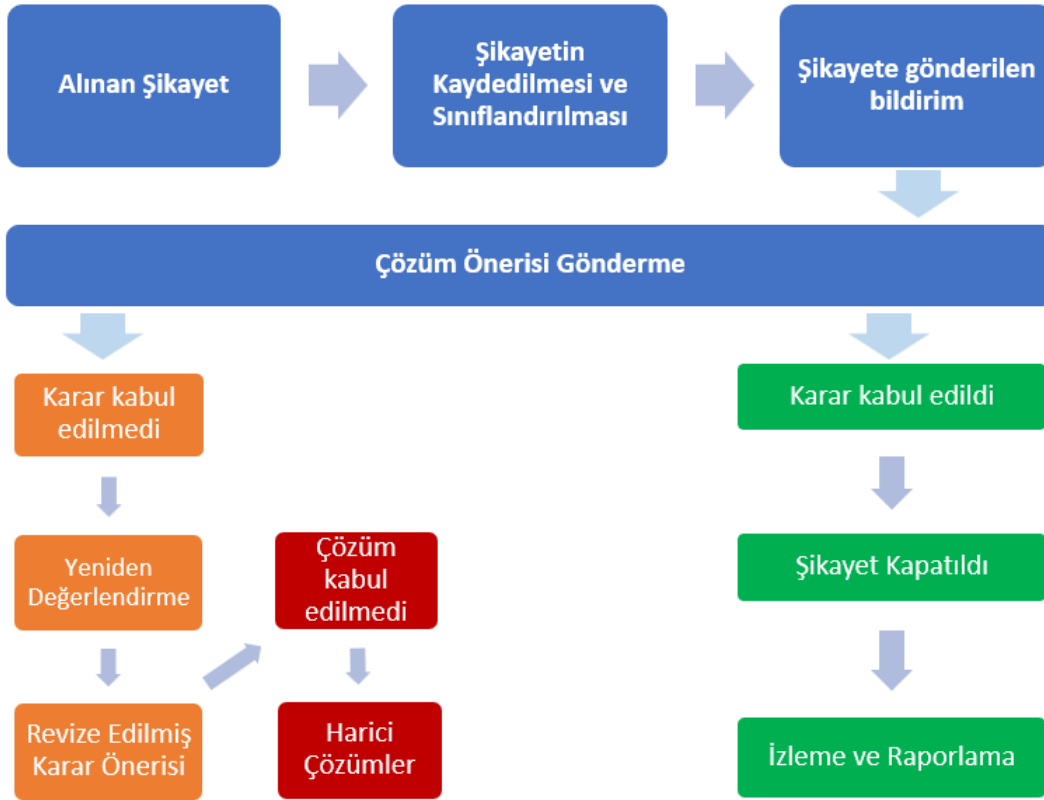 Alınan Şikayet
Şikayetin
Kaydedilmesi ve
Sınıflandırılması
Şikayete gönderilen
bildirim
Çözüm Önerisi Gönderme
Karar kabul
edilmedi
Karar kabul edildi
Yeniden
Değerlendirme
Çözüm
kabul
edilmedi
Şikayet Kapatıldı
Revize Edilmiş
Karar Önerisi
Harici
Çözümler
İzleme ve Raporlama